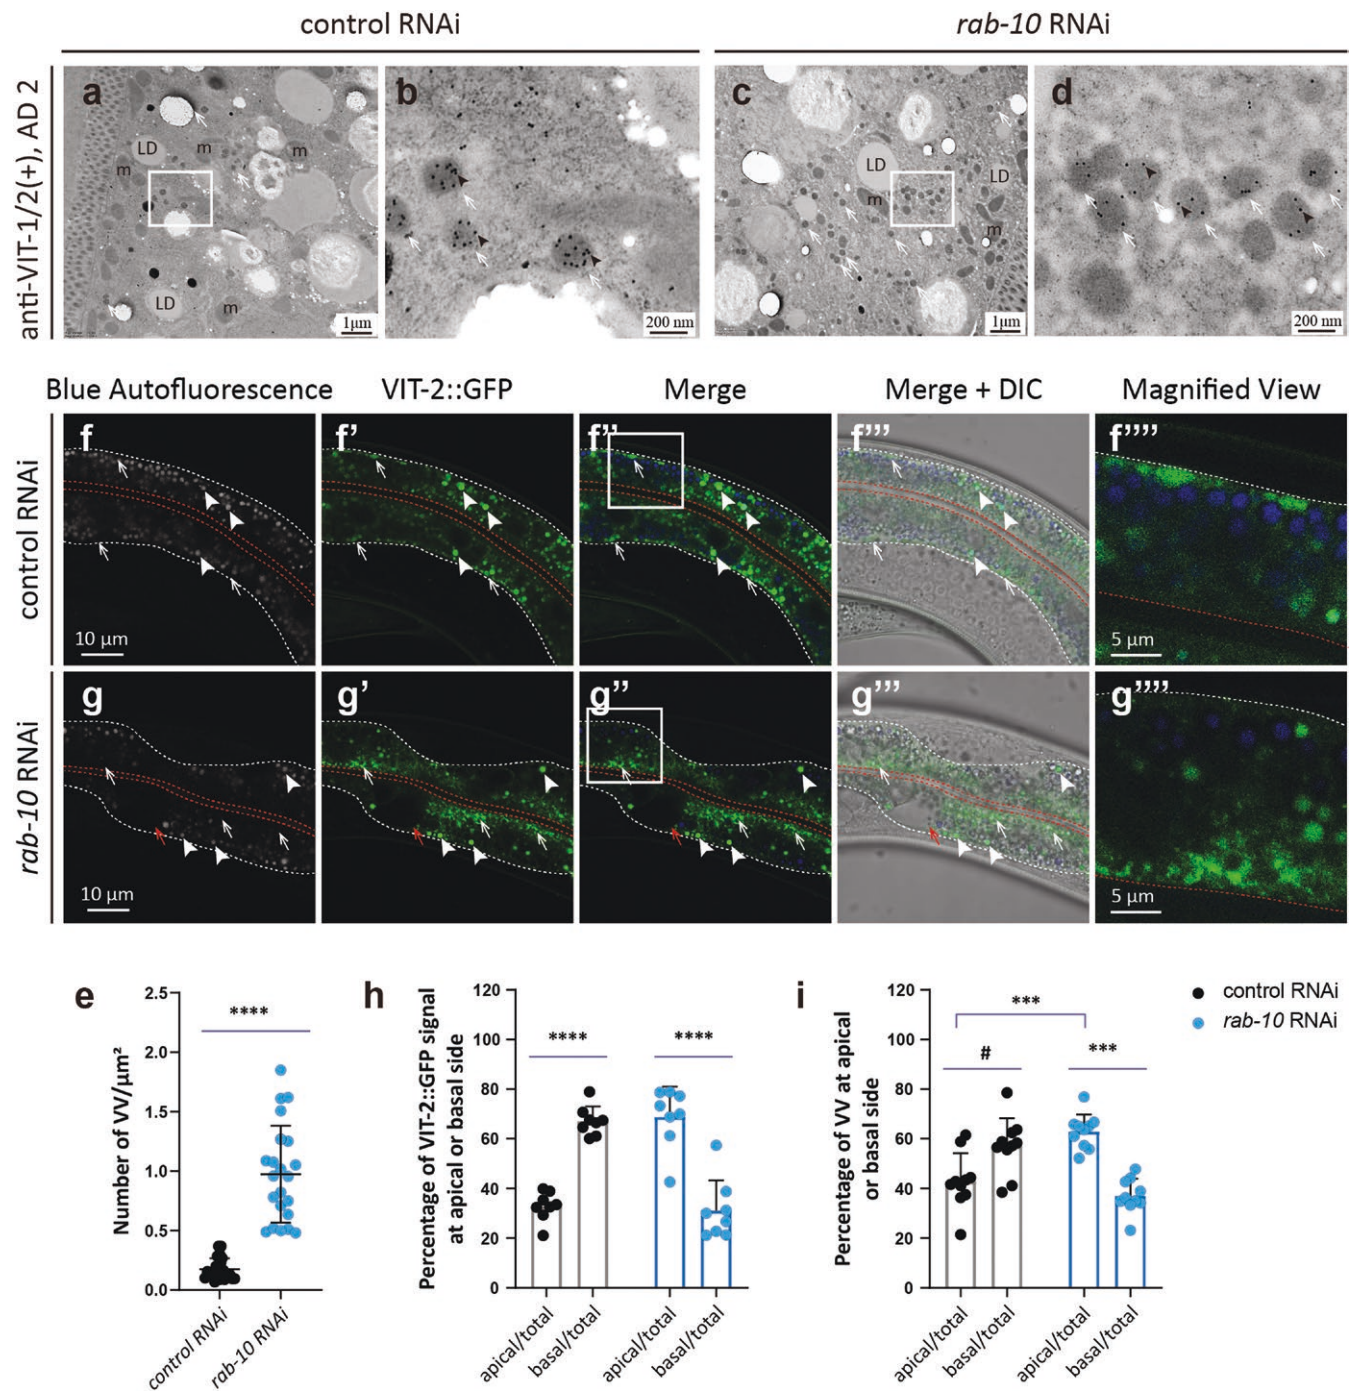 control RNAi
rab-10 RNAi
anti-VIT-1/2(+), AD 2
a
LD
m
m
m
LD
m
1μm
b
200 nm
c
LD
LD
m
m
1μm
d
200 nm
Blue Autofluorescence
VIT-2::GFP
Merge
Merge + DIC
Magnified View
control RNAi
f
10 μm
f’
f’’
f’’’
f’’’’
5 μm
rab-10 RNAi
g
10 μm
g’
g’’
g’’’
g’’’’
5 μm
e
Number of VV/μm²
2.5
2.0
1.5
1.0
0.5
0.0
****
control RNAi
rab-10 RNAi
h
Percentage of VIT-2::GFP signal
at apical or basal side
120
100
80
60
40
20
0
****
****
apical/total
basal/total
apical/total
basal/total
i
Percentage of VV at apical
or basal side
120
100
80
60
40
20
0
***
#
***
apical/total
basal/total
apical/total
basal/total
control RNAi
rab-10 RNAi